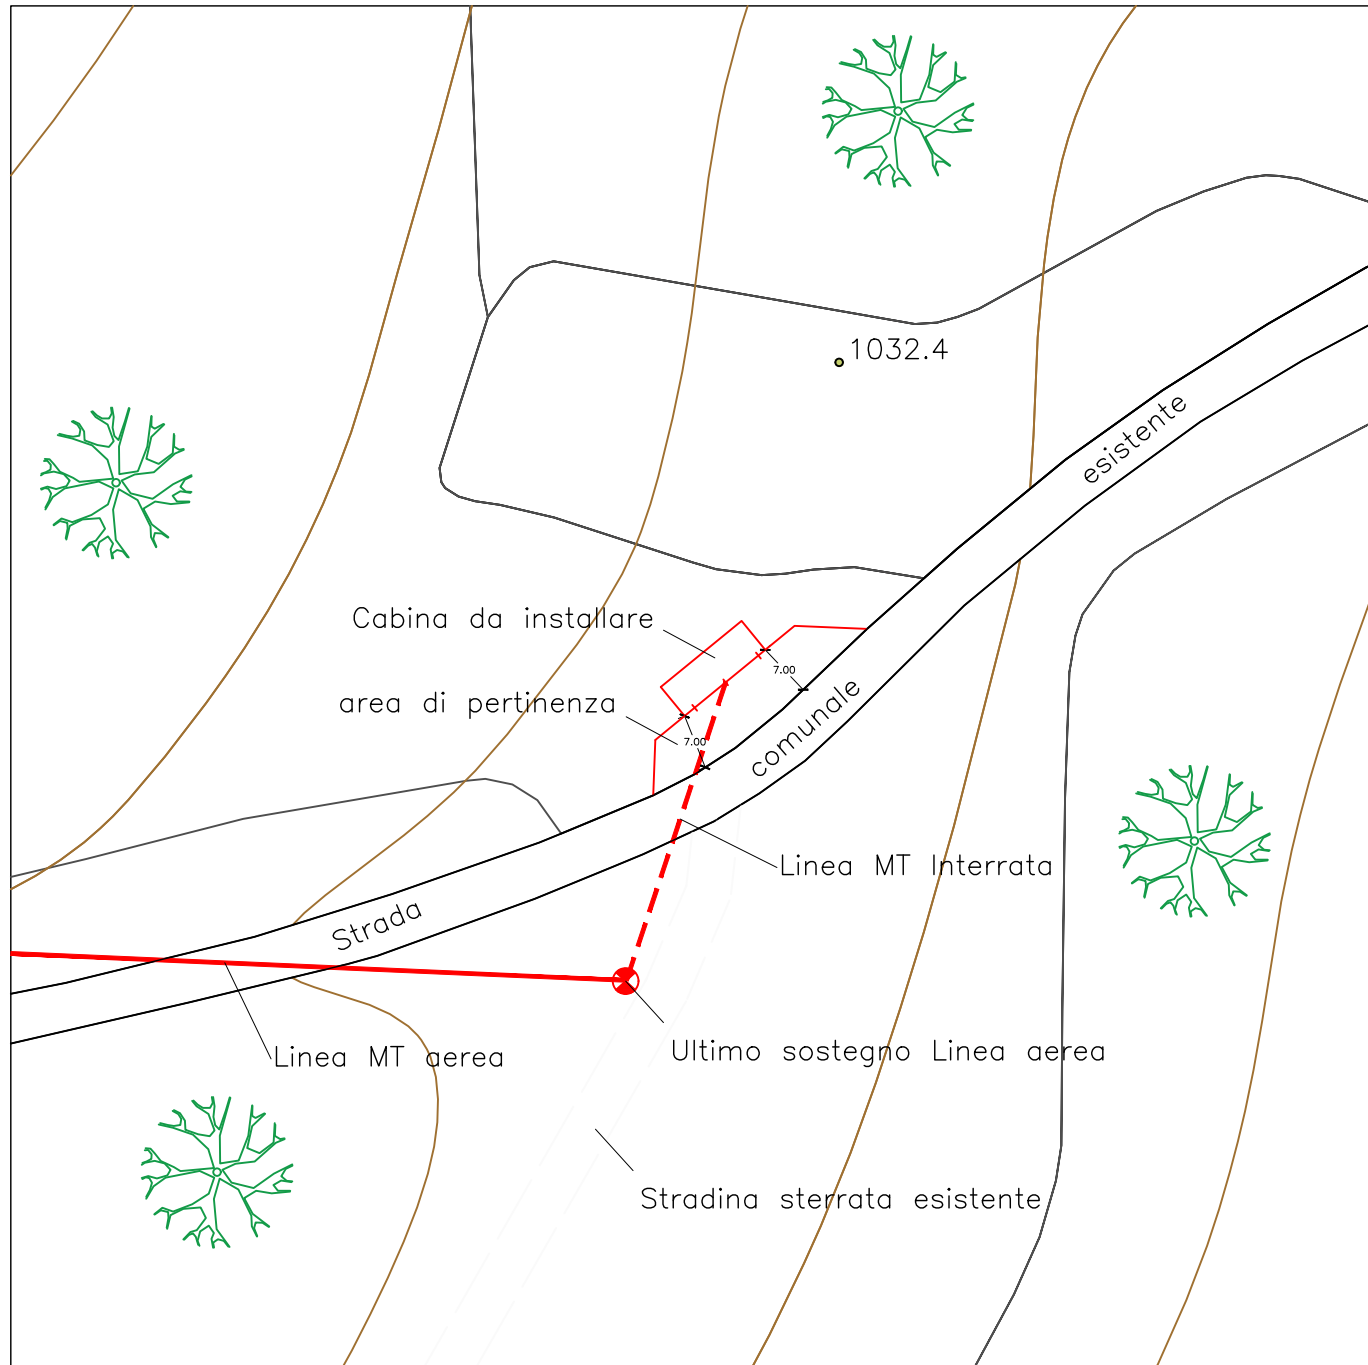 1032.4
esistente
Cabina da installare
7.00
area di pertinenza
7.00
comunale
Linea MT Interrata
Strada
Ultimo sostegno Linea aerea
Linea MT aerea
Stradina sterrata esistente